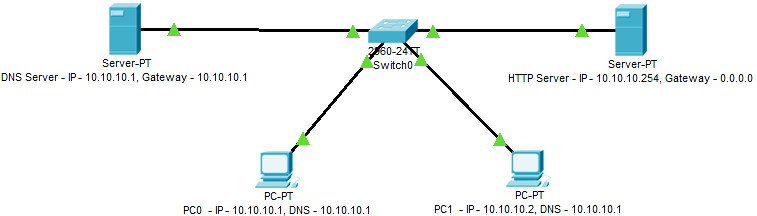 2960-24TT
Switch0
Server-PT
DNS Server - IP - 10.10.10.1, Gateway - 10.10.10.1
Server-PT
HTTP Server - IP - 10.10.10.254, Gateway - 0.0.0.0
PC-PT
PC0 - IP - 10.10.10.1, DNS - 10.10.10.1
PC-PT
PC1 - IP - 10.10.10.2, DNS - 10.10.10.1